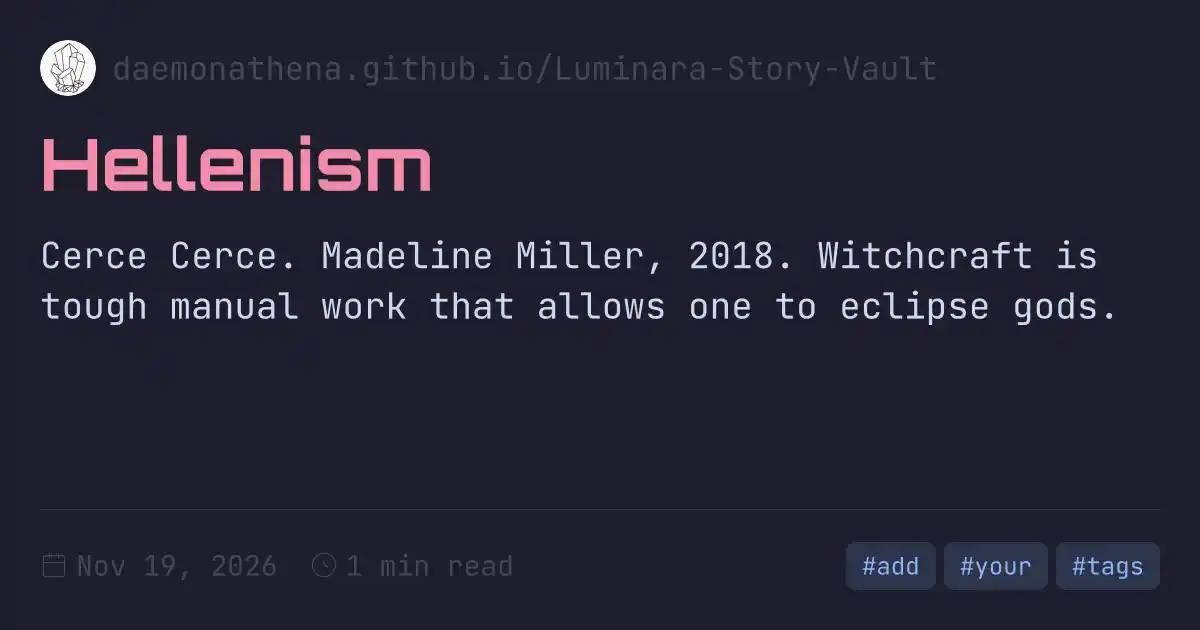 daemonathena.github.io/Luminara-Story-Vault
Hellenism
Cerce Cerce. Madeline Miller, 2018. Witchcraft is
tough manual work that allows one to eclipse gods.
Nov 19, 2026 1 min read #add #your #tags